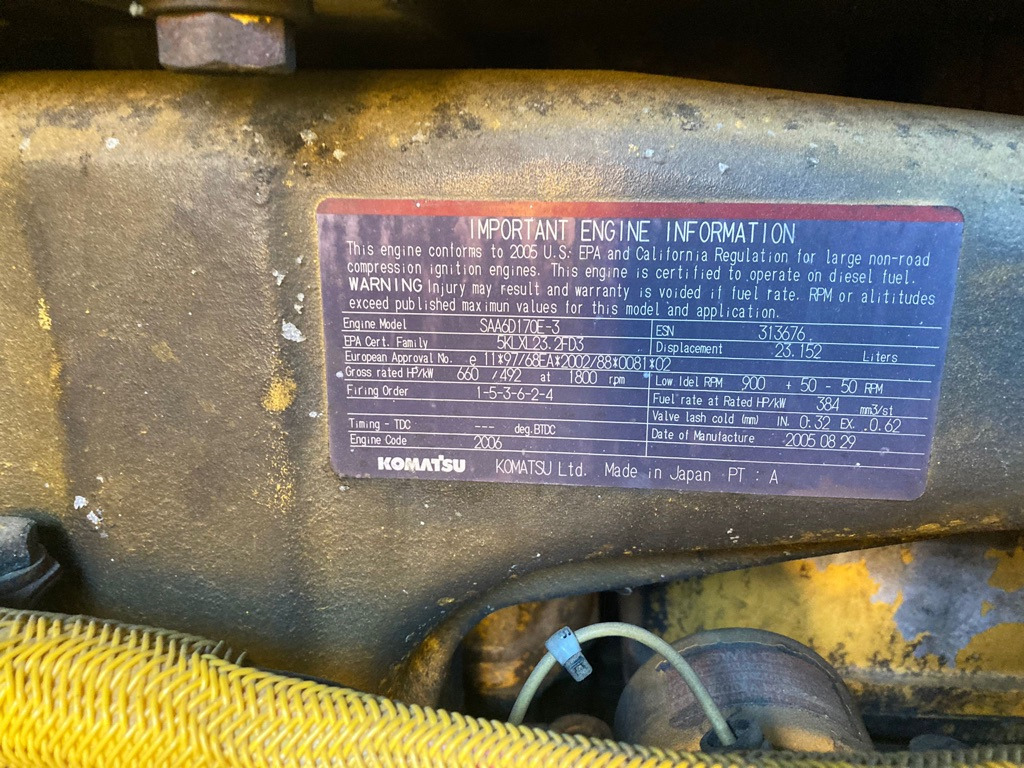 IMPORTANT ENGINE INFORMATION
This engine conforms to 2005 U.S. EPA and California Regulation for large non-road
compression ignition engines. This engine is certified to operate on diesel fuel.
WARNING Injury may result and warranty is voided if fuel rate. RPM or alititudes
exceed published maximun values for this model and application.
Engine Model SAA6D170E-3 ESN 313676
EPA Cert. Family 5KLXL23.2FD3 Displacement 23.152 Liters
European Approval No. e 11*97/68EA*2002/88*0081*02
Gross rated HP/kW 660 / 492 at 1800 rpm Low Idel RPM 900 + 50 - 50 RPM
Firing Order 1-5-3-6-2-4 Fuel rate at Rated HP/kW 384 mm3/st
Valve lash cold (mm) IN. 0.32 EX. 0.62
Timing - TDC --- deg.BTDC Date of Manufacture 2005 08 29
Engine Code 2006
KOMATSU KOMATSU Ltd. Made in Japan PT : A